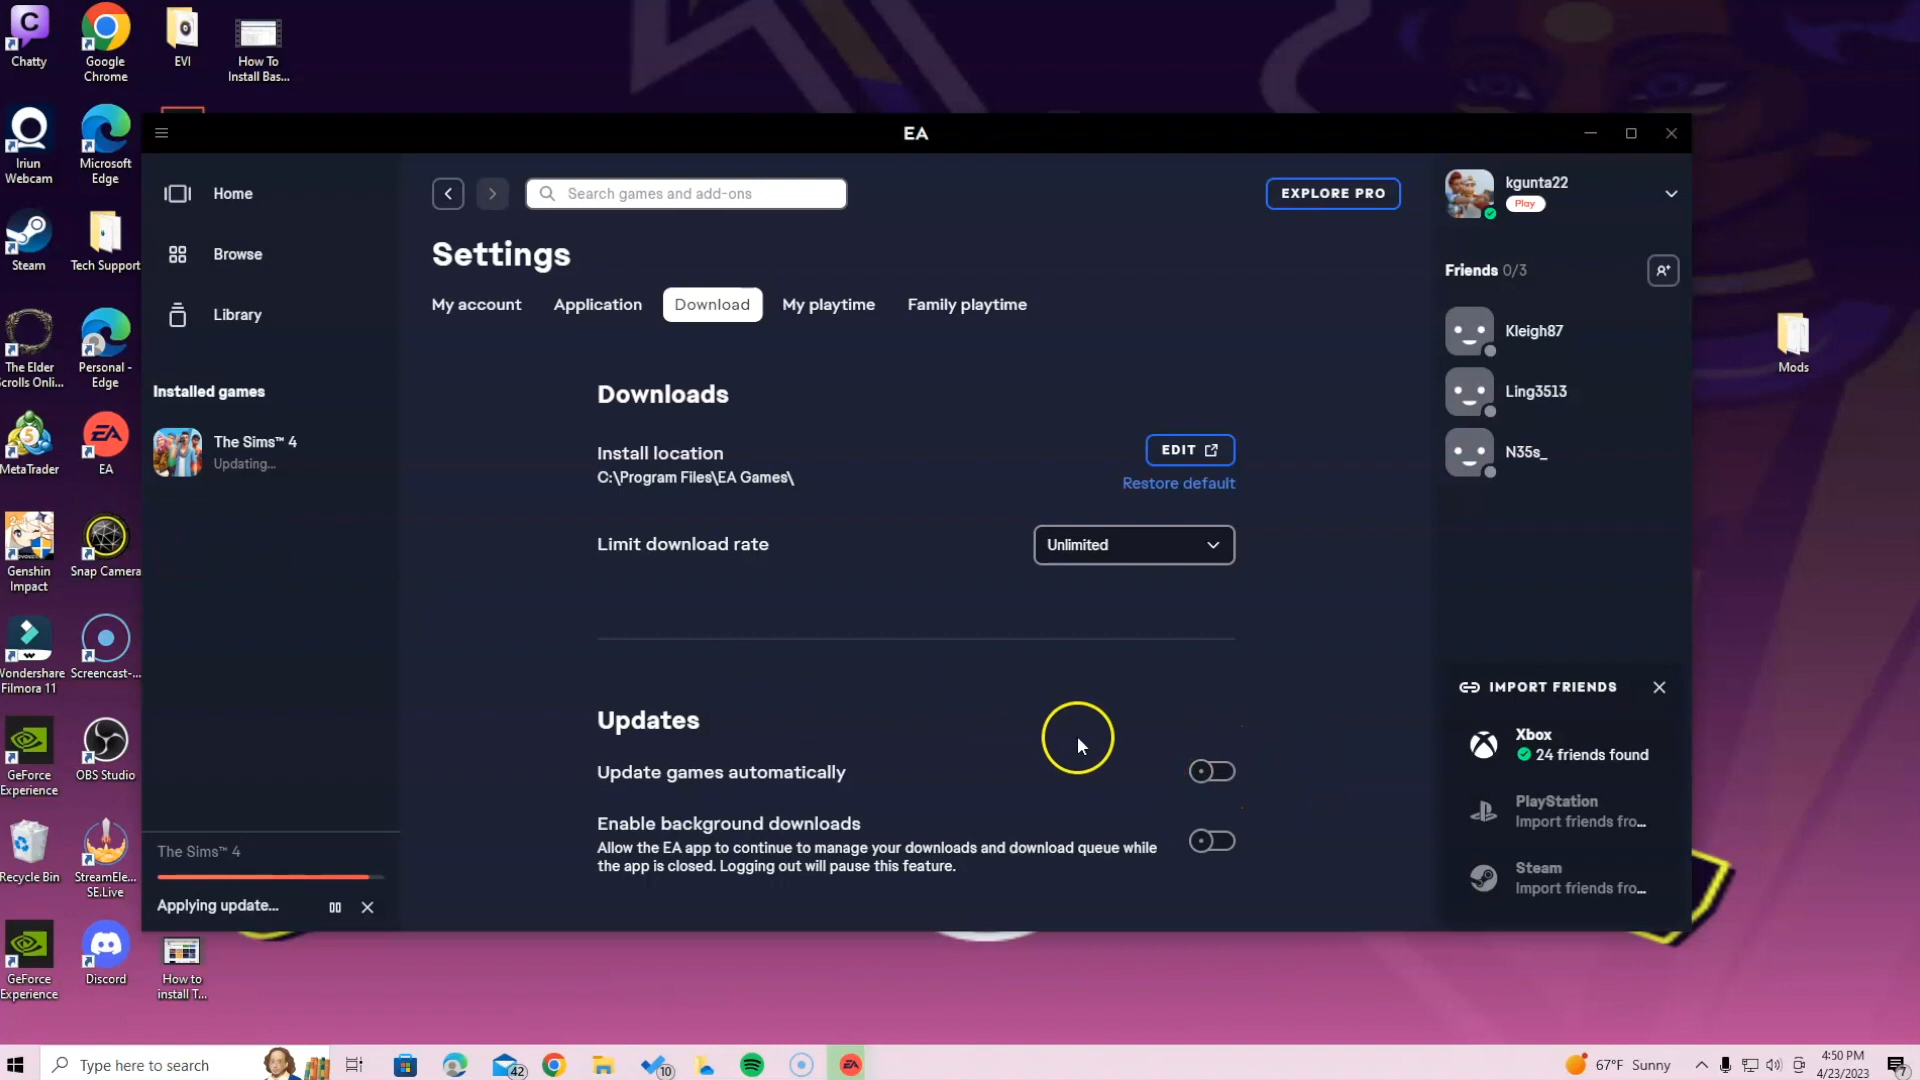 Chatty
Google
Chrome
EVI
How To
Install Bas...
Iriun
Webcam
Microsoft
Edge
Steam
Tech Support
The Elder
Scrolls Onli...
Personal -
Edge
MetaTrader
EA
Genshin
Impact
Snap Camera
Wondershare
Filmora 11
Screencast-...
GeForce
Experience
OBS Studio
Recycle Bin
StreamEle...
SE.Live
GeForce
Experience
Discord
How to
install T...
Mods
EA
Home
Browse
Library
Installed games
The Sims™ 4
Updating...
The Sims™ 4
Applying update...
Search games and add-ons
EXPLORE PRO
Settings
My account
Application
Download
My playtime
Family playtime
Downloads
Install location
C:\Program Files\EA Games\
EDIT
Restore default
Limit download rate
Unlimited
Updates
Update games automatically
Enable background downloads
Allow the EA app to continue to manage your downloads and download queue while
the app is closed. Logging out will pause this feature.
kgunta22
Play
Friends 0/3
Kleigh87
Ling3513
N35s_
IMPORT FRIENDS
Xbox
24 friends found
PlayStation
Import friends fro...
Steam
Import friends fro...
Type here to search
42
10
67°F Sunny
4:50 PM
4/23/2023
7